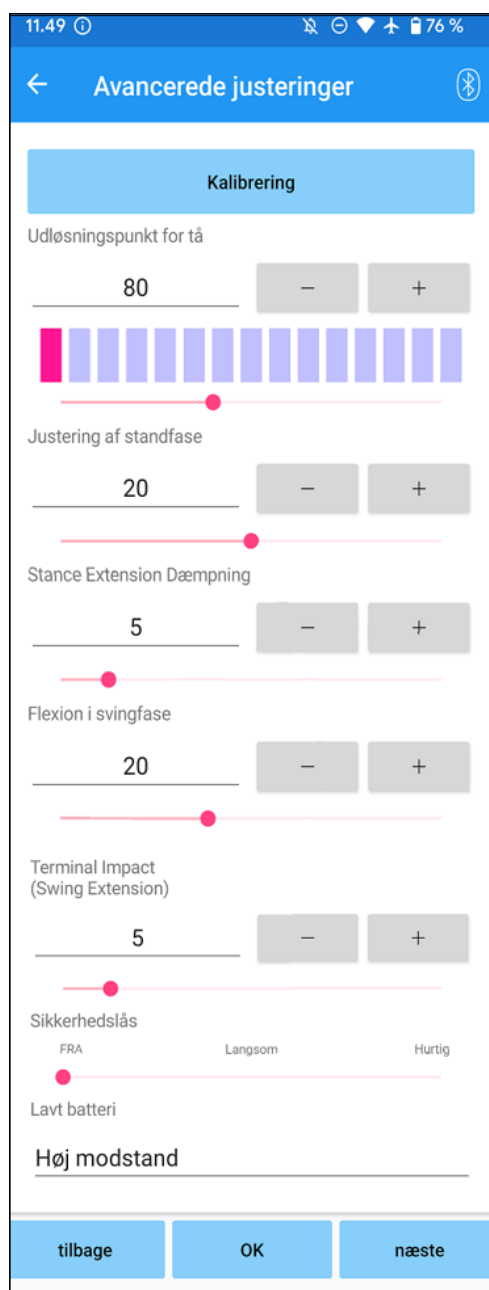 11.49 76 %
Avancerede justeringer
Kalibrering
Udløsningspunkt for tå
80 − +
Justering af standfase
20 − +
Stance Extension Dæmpning
5 − +
Flexion i svingfase
20 − +
Terminal Impact
(Swing Extension)
5 − +
Sikkerhedslås
FRA Langsom Hurtig
Lavt batteri
Høj modstand
tilbage OK næste